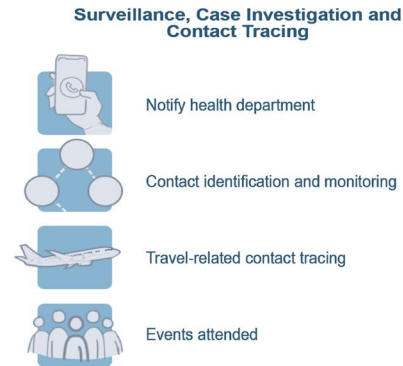 Surveillance, Case Investigation and
Contact Tracing
Notify health department
Contact identification and monitoring
Travel-related contact tracing
Events attended